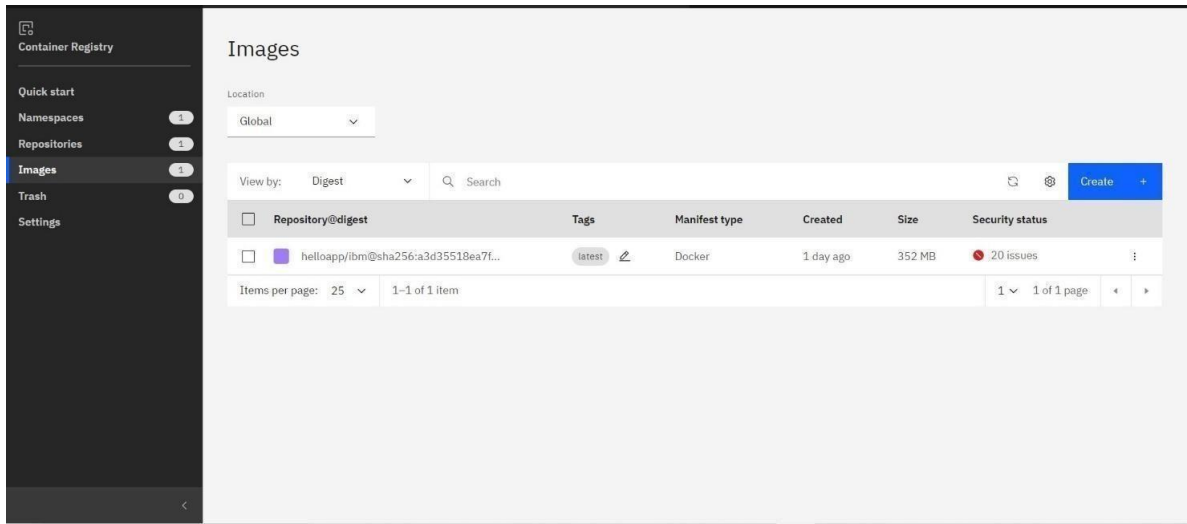 Container Registry
Quick start
Namespaces 1
Repositories 1
Images 1
Trash 0
Settings
Images
Location
Global
View by: Digest Search Create +
Repository@digest Tags Manifest type Created Size Security status
helloapp/ibm@sha256:a3d35518ea7f... latest Docker 1 day ago 352 MB 20 issues
Items per page: 25 1–1 of 1 item 1 1 of 1 page